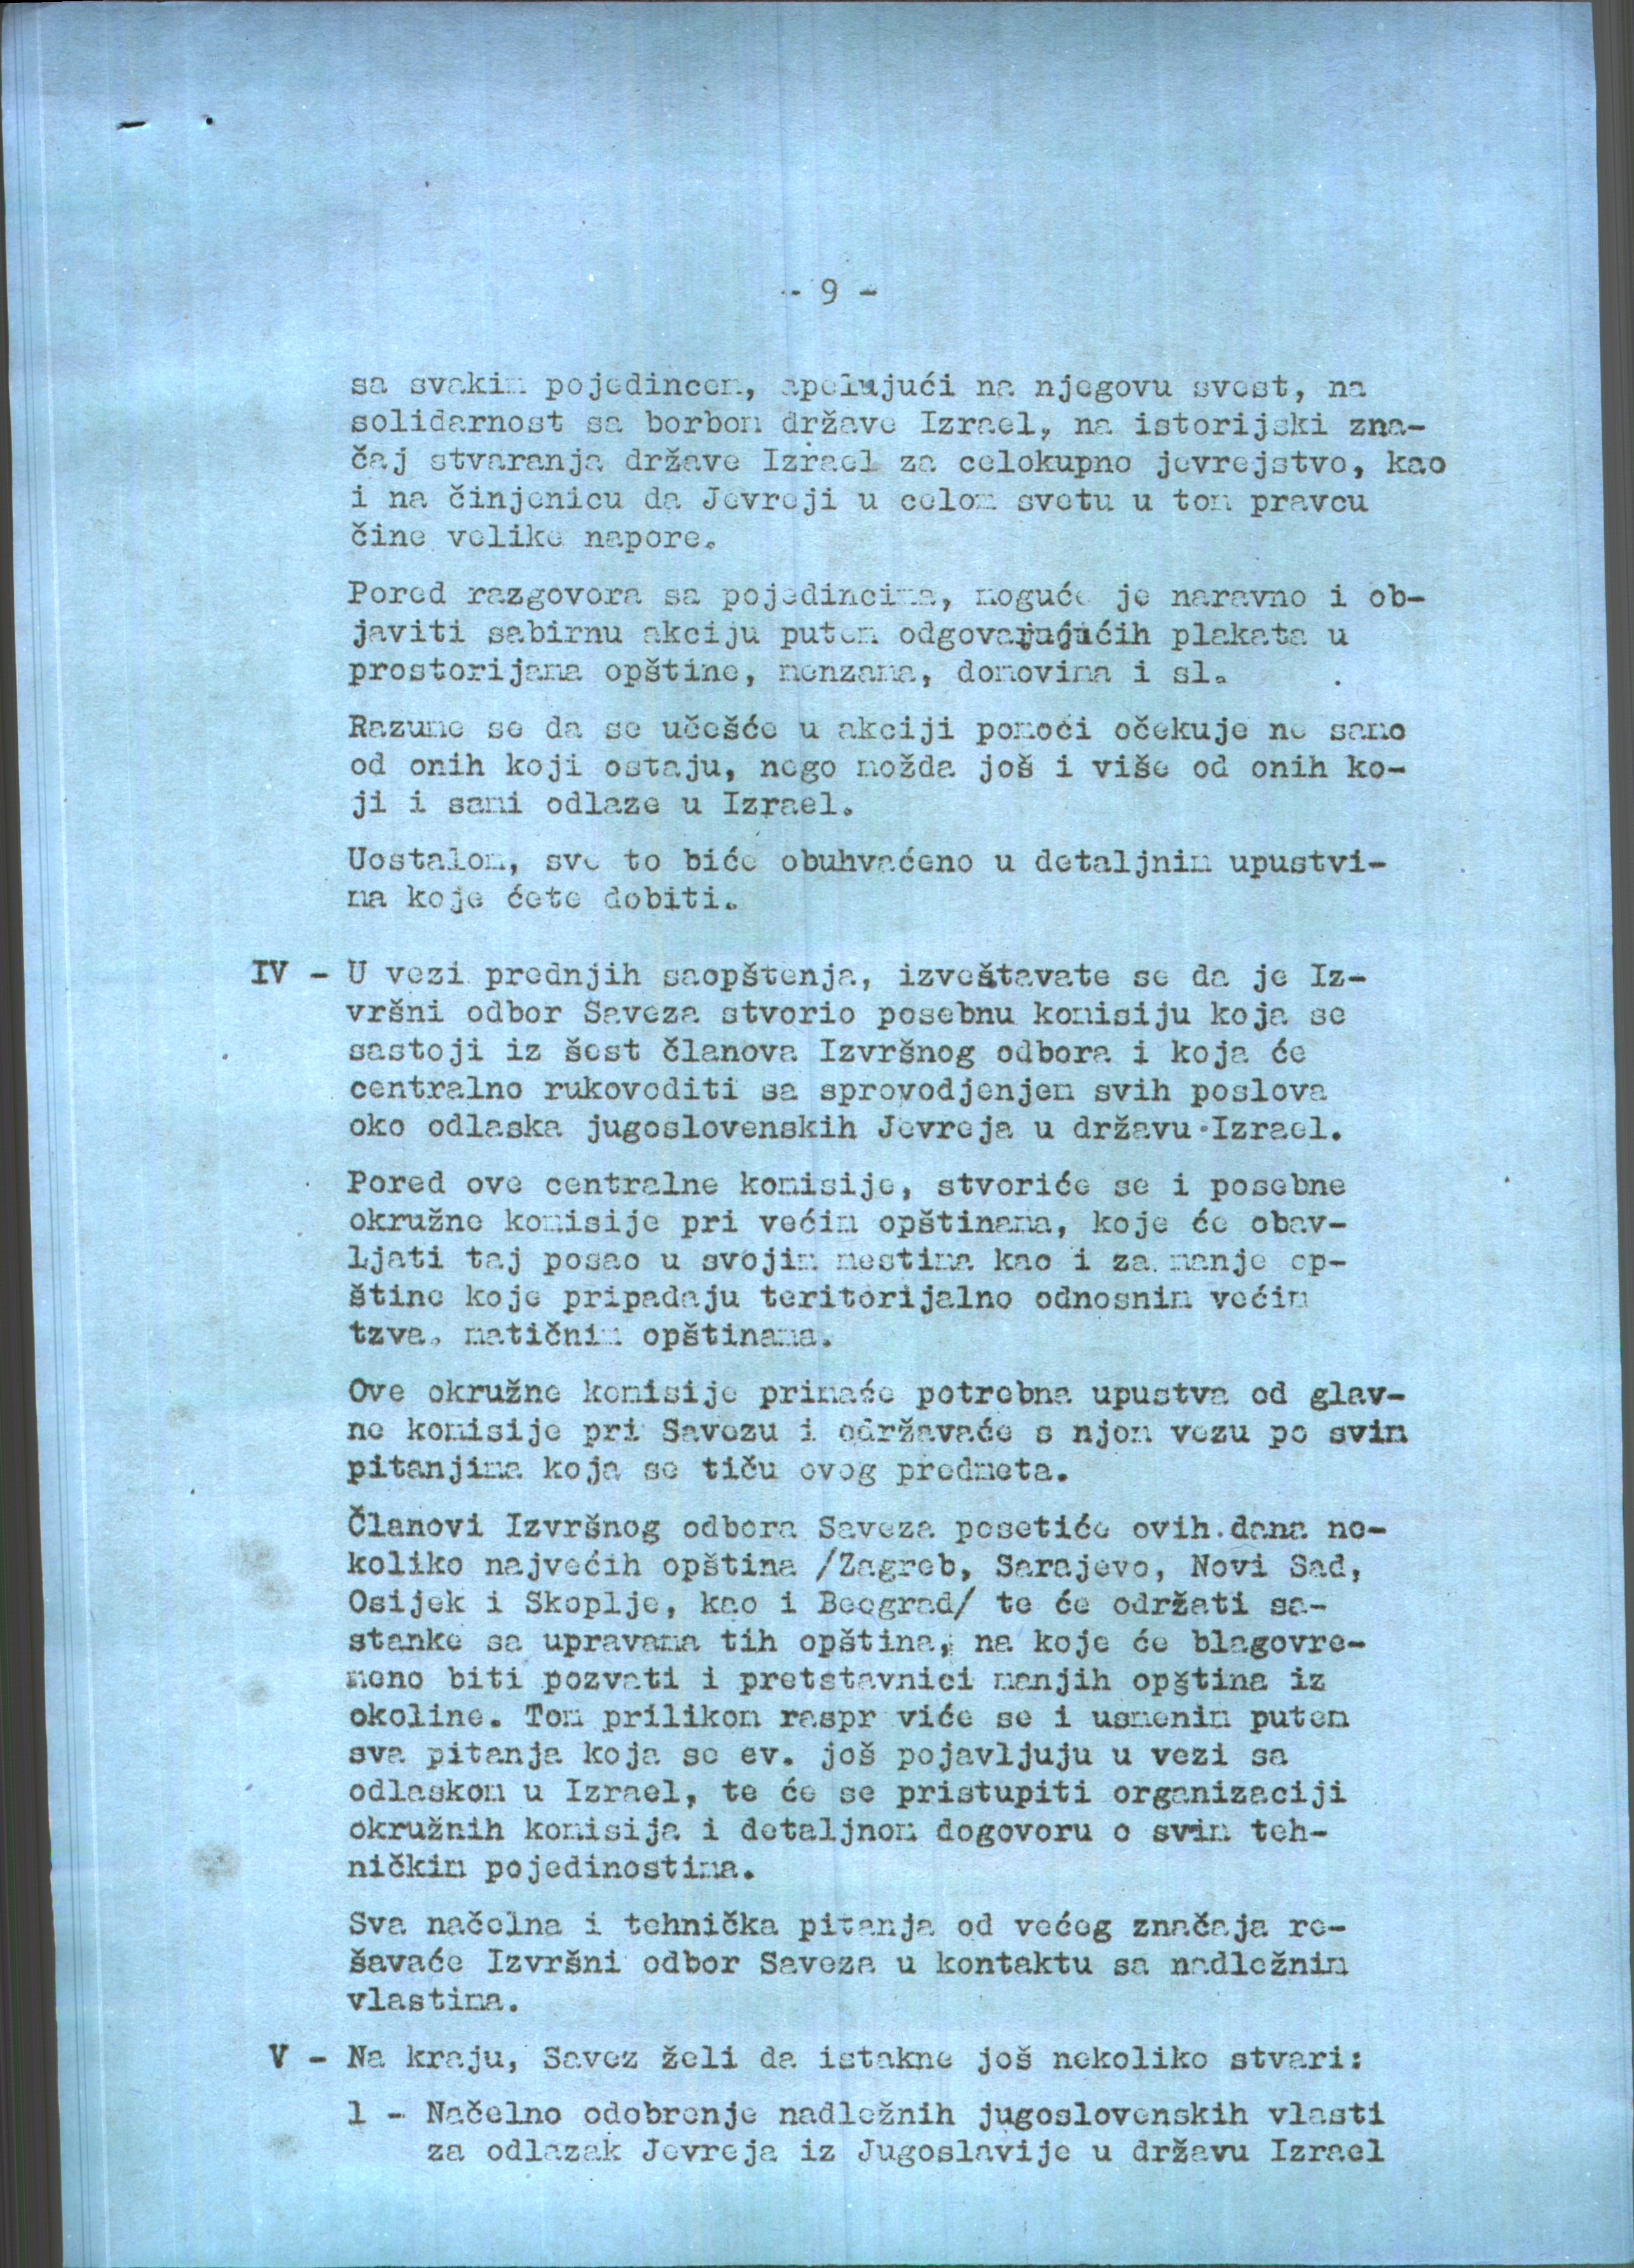 - 9 -
sa svakim pojedincem, apelujući na njegovu svest, na
solidarnost sa borbom države Izrael, na istorijski zna-
čaj stvaranja države Izrael za celokupno jevrejstvo, kao
i na činjenicu da Jevreji u celom svetu u tom pravcu
čine velike napore.
Pored razgovora sa pojedincima, moguće je naravno i ob-
javiti sabirnu akciju putem odgovarajućih plakata u
prostorijama opštine, menzama, domovima i sl.
Razume se da se učešće u akciji pomoći očekuje ne samo
od onih koji ostaju, nego možda još i više od onih ko-
ji i sami odlaze u Izrael.
Uostalom, sve to biće obuhvaćeno u detaljnim upustvi-
ma koje ćete dobiti.
IV - U vezi prednjih saopštenja, izveštavate se da je Iz-
vršni odbor Saveza stvorio posebnu komisiju koja se
sastoji iz šest članova Izvršnog odbora i koja će
centralno rukovoditi sa sprovodjenjem svih poslova
oko odlaska jugoslovenskih Jevreja u državu Izrael.
Pored ove centralne komisije, stvoriće se i posebne
okružne komisije pri većim opštinama, koje će obav-
ljati taj posao u svojim mestima kao i za manje op-
štine koje pripadaju teritorijalno odnosnim većim
tzva. matičnim opštinama.
Ove okružne komisije primaće potrebna upustva od glav-
ne komisije pri Savezu i održavaće s njom vezu po svim
pitanjima koja se tiču ovog predmeta.
Članovi Izvršnog odbora Saveza posetiće ovih dana ne-
koliko najvećih opština /Zagreb, Sarajevo, Novi Sad,
Osijek i Skoplje, kao i Beograd/ te će održati sa-
stanke sa upravama tih opština, na koje će blagovre-
meno biti pozvati i pretstavnici manjih opština iz
okoline. Tom prilikom raspr viće se i usmenim putem
sva pitanja koja se ev. još pojavljuju u vezi sa
odlaskom u Izrael, te će se pristupiti organizaciji
okružnih komisija i detaljnom dogovoru o svim teh-
ničkim pojedinostima.
Sva načelna i tehnička pitanja od većeg značaja re-
šavaće Izvršni odbor Saveza u kontaktu sa nadležnim
vlastima.
V - Na kraju, Savez želi da istakne još nekoliko stvari:
1 - Načelno odobrenje nadležnih jugoslovenskih vlasti
za odlazak Jevreja iz Jugoslavije u državu Izrael